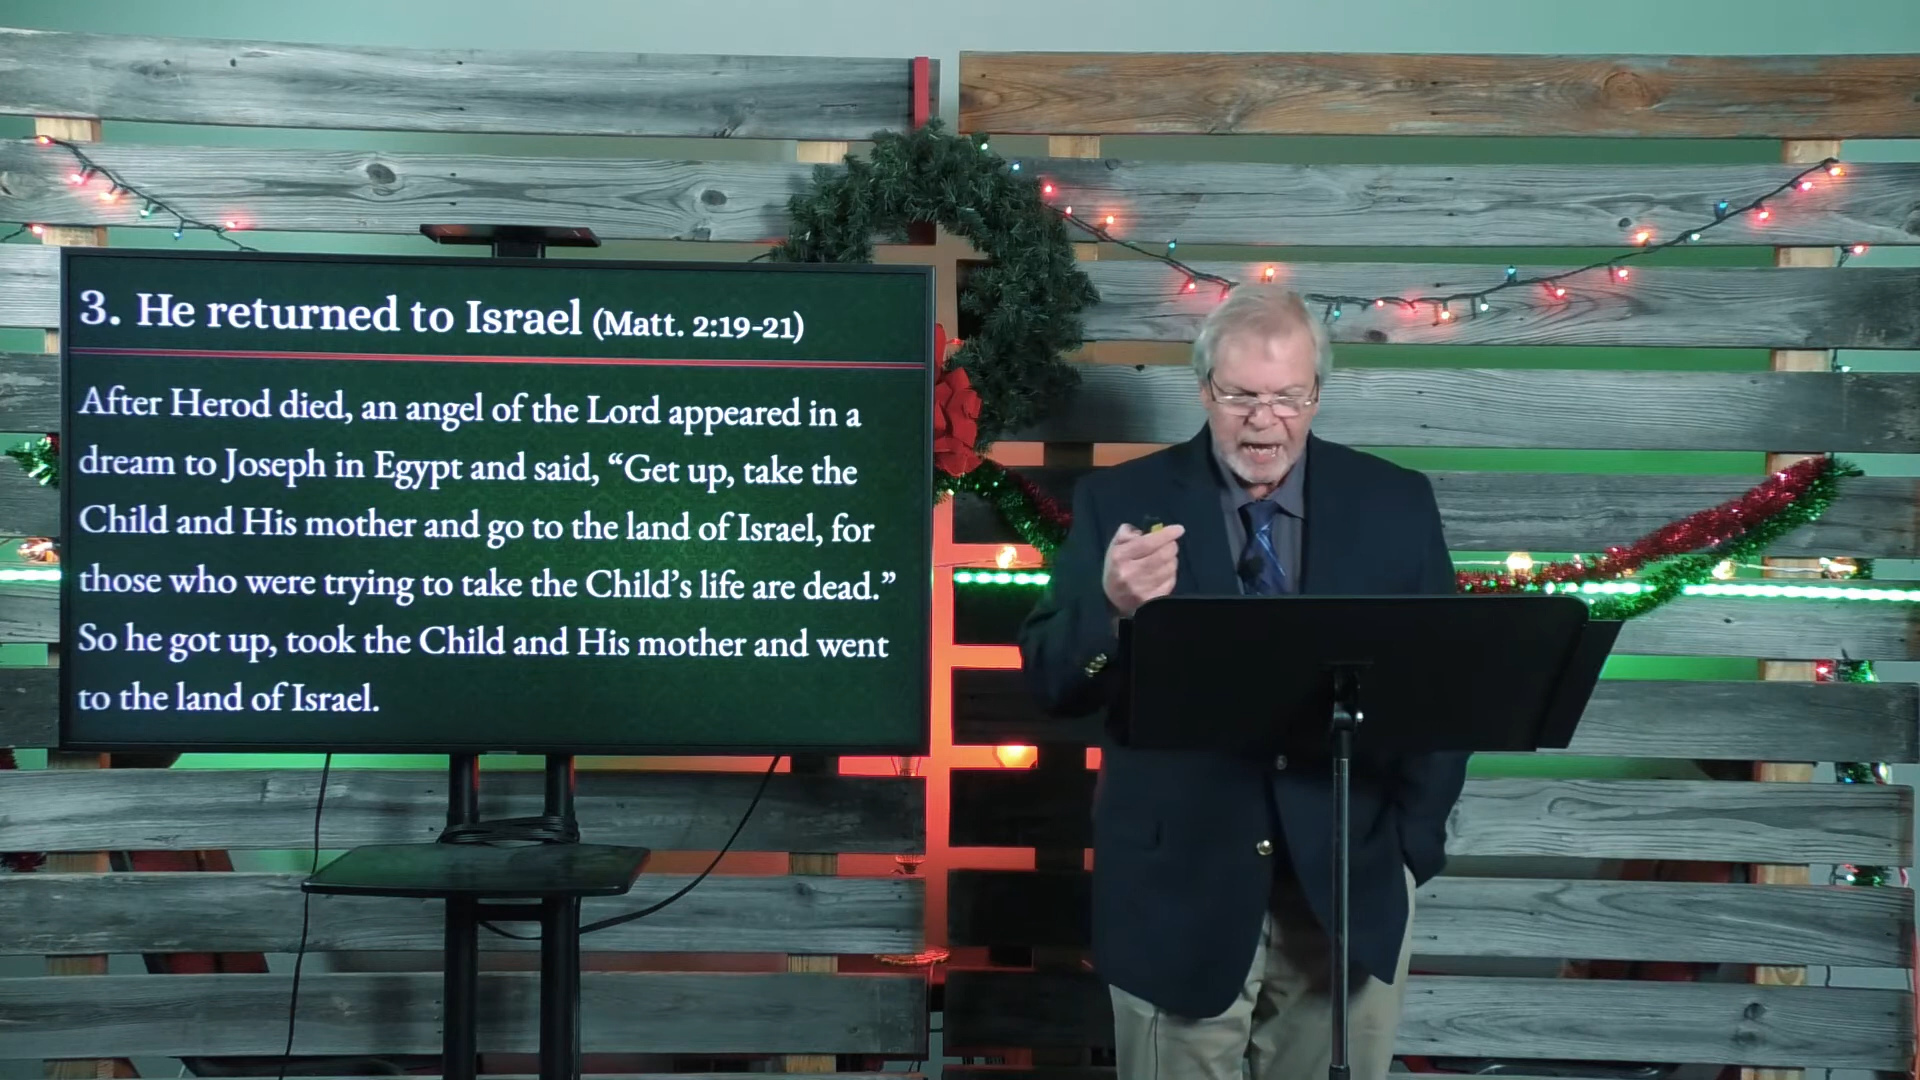 3. He returned to Israel (Matt. 2:19-21)
After Herod died, an angel of the Lord appeared in a
dream to Joseph in Egypt and said, “Get up, take the
Child and His mother and go to the land of Israel, for
those who were trying to take the Child’s life are dead.”
So he got up, took the Child and His mother and went
to the land of Israel.